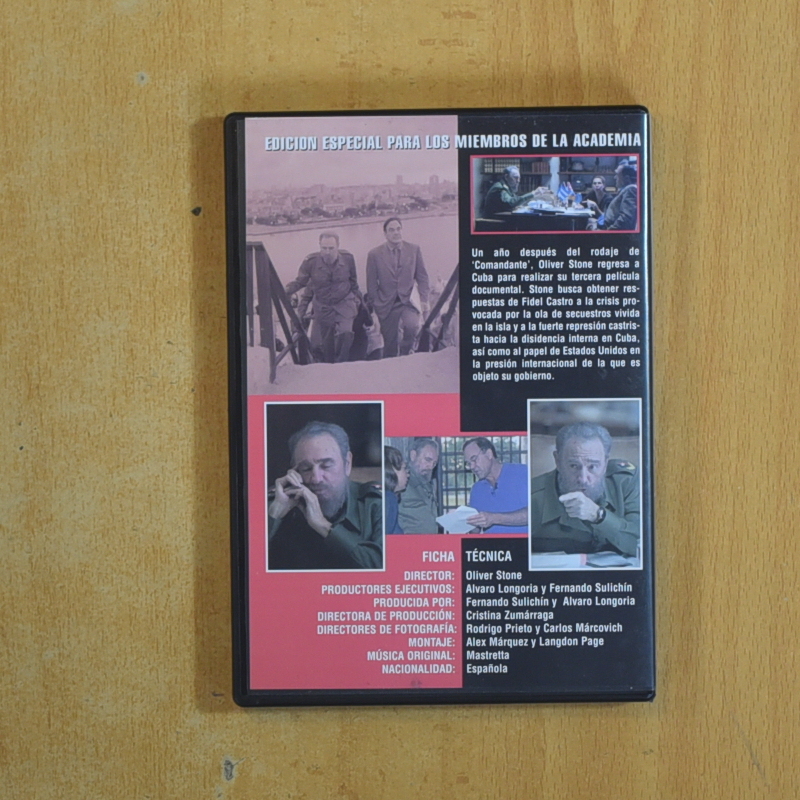 EDICION ESPECIAL PARA LOS MIEMBROS DE LA ACADEMIA
Un año después del rodaje de
'Comandante', Oliver Stone regresa a
Cuba para realizar su tercera película
documental. Stone busca obtener res-
puestas de Fidel Castro a la crisis pro-
vocada por la ola de secuestros vivida
en la isla y a la fuerte represión castris-
ta hacia la disidencia interna en Cuba,
así como al papel de Estados Unidos en
la presión internacional de la que es
objeto su gobierno.
FICHA TÉCNICA
DIRECTOR: Oliver Stone
PRODUCTORES EJECUTIVOS: Alvaro Longoria y Fernando Sulichín
PRODUCIDA POR: Fernando Sulichín y Alvaro Longoria
DIRECTORA DE PRODUCCIÓN: Cristina Zumárraga
DIRECTORES DE FOTOGRAFÍA: Rodrigo Prieto y Carlos Márcovich
MONTAJE: Alex Márquez y Langdon Page
MÚSICA ORIGINAL: Mastretta
NACIONALIDAD: Española